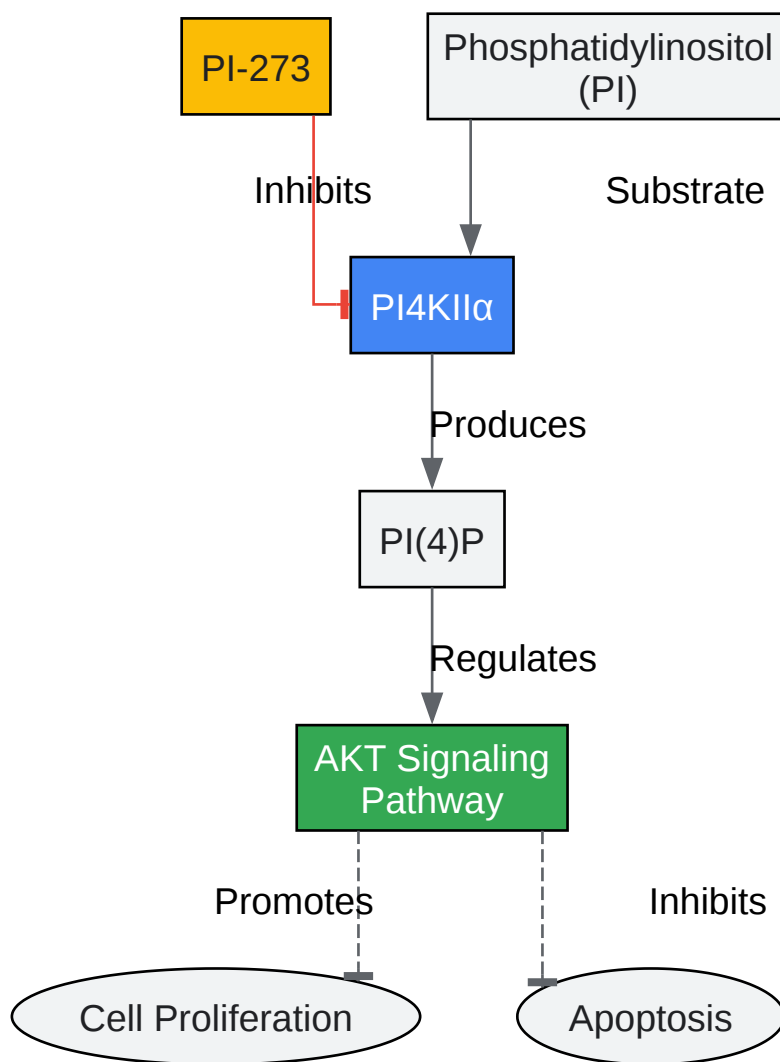 PI-273
Phosphatidylinositol
(PI)
Inhibits
Substrate
PI4KIIα
Produces
PI(4)P
Regulates
AKT Signaling
Pathway
Promotes
Inhibits
Cell Proliferation
Apoptosis